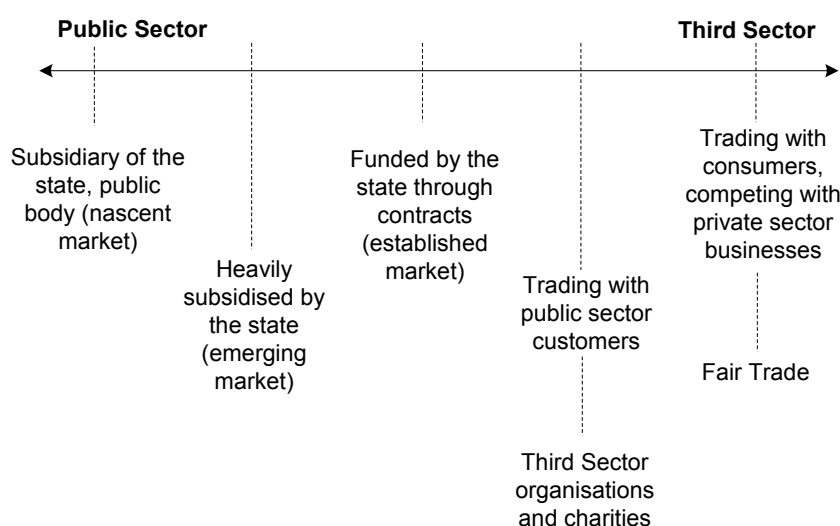 Public Sector
Third Sector
Subsidiary of the
state, public
body (nascent
market)
Heavily
subsidised by
the state
(emerging
market)
Funded by the
state through
contracts
(established
market)
Trading with
public sector
customers
Third Sector
organisations
and charities
Trading with
consumers,
competing with
private sector
businesses
Fair Trade